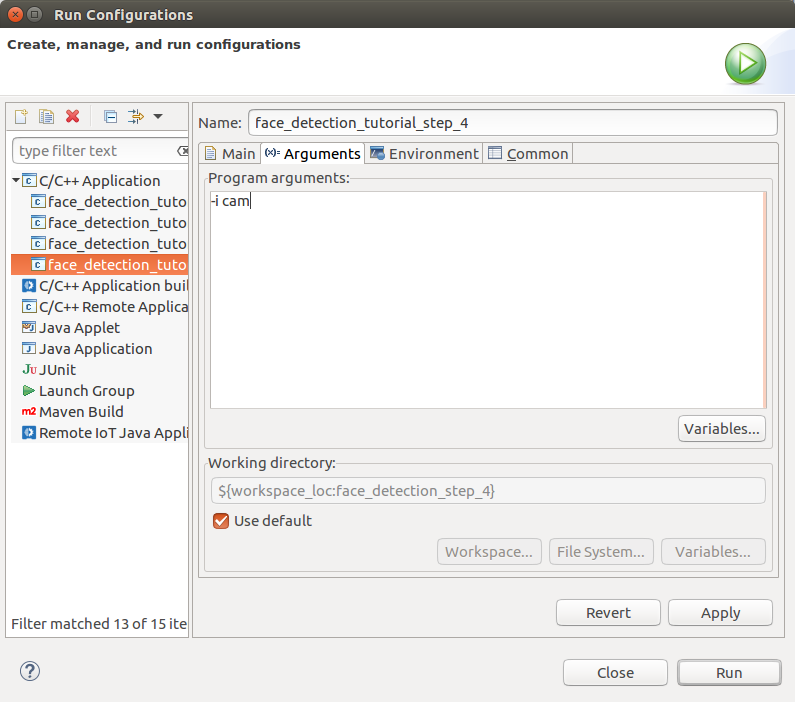 Run Configurations
Create, manage, and run configurations
type filter text
C/C++ Application
face_detection_tuto
face_detection_tuto
face_detection_tuto
face_detection_tuto
C/C++ Application buil
C/C++ Remote Applica
Java Applet
Java Application
JU JUnit
Launch Group
m2 Maven Build
Remote IoT Java Appli
Filter matched 13 of 15 ite
Name: face_detection_tutorial_step_4
Main (x)= Arguments Environment Common
Program arguments:
-i cam
Variables...
Working directory:
${workspace_loc:face_detection_step_4}
Use default
Workspace... File System... Variables...
Revert Apply
? Close Run